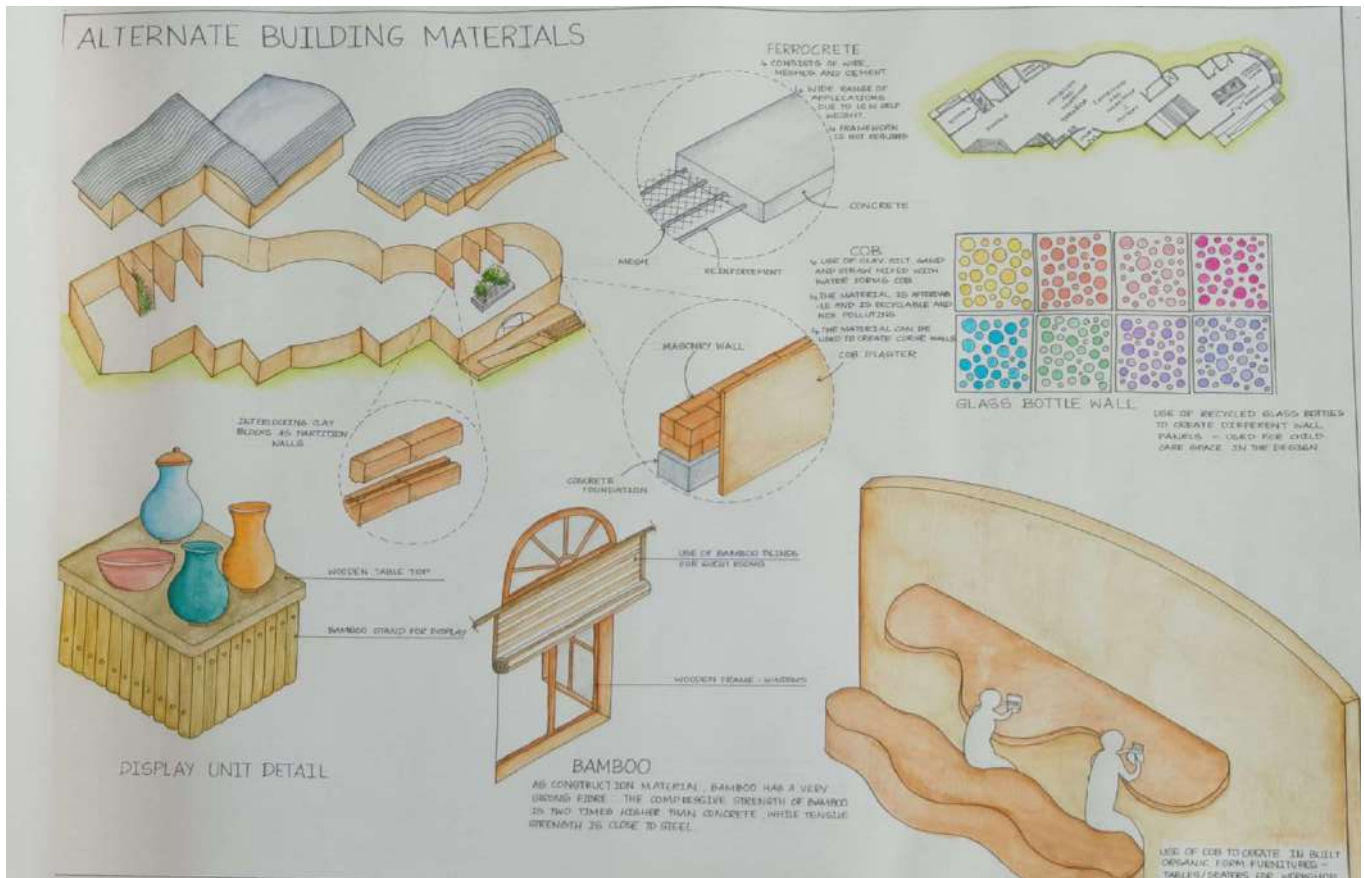 ALTERNATE BUILDING MATERIALS
FERROCRETE
CONSISTS OF WIRE,
MESHES AND CEMENT
WIDE RANGE OF
APPLICATIONS
DUE TO LOW SELF
WEIGHT.
FRAMEWORK
IS NOT REQUIRED
CONCRETE
MESH
REINFORCEMENT
COB
USE OF CLAY, SILT, SAND
AND STRAW MIXED WITH
WATER FORMS COB
THE MATERIAL IS AFFORDAB
-LE AND IS RECYCLABLE AND
NON POLLUTING
THE MATERIAL CAN BE
USED TO CREATE CURVE WALLS
MASONRY WALL
COB PLASTER
CONCRETE
FOUNDATION
INTERLOCKING CLAY
BLOCKS AS PARTITION
WALLS
GLASS BOTTLE WALL
USE OF RECYCLED GLASS BOTTLES
TO CREATE DIFFERENT WALL
PANELS - USED FOR CHILD
CARE SPACE IN THE DESIGN
WOODEN TABLE TOP
BAMBOO STAND FOR DISPLAY
DISPLAY UNIT DETAIL
USE OF BAMBOO BLINDS
FOR GUEST ROOMS
WOODEN FRAME - WINDOWS
BAMBOO
AS CONSTRUCTION MATERIAL, BAMBOO HAS A VERY
STRONG FIBRE. THE COMPRESSIVE STRENGTH OF BAMBOO
IS TWO TIMES HIGHER THAN CONCRETE, WHILE TENSILE
STRENGTH IS CLOSE TO STEEL.
USE OF COB TO CREATE IN BUILT
ORGANIC FORM FURNITURES -
TABLES/SEATERS FOR WORKSHOP